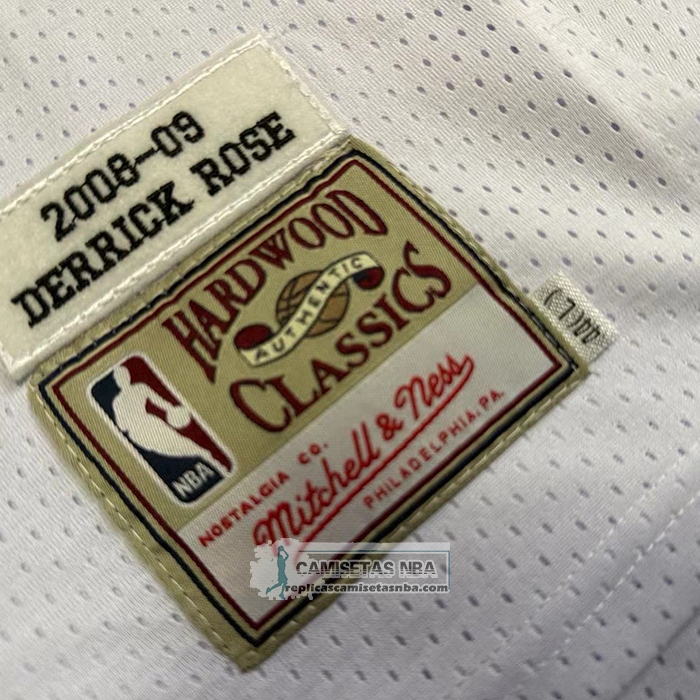 2008-09
DERRICK ROSE
HARDWOOD
AUTHENTIC
CLASSICS
NBA
NOSTALGIA CO.
Mitchell & Ness
PHILADELPHIA, PA.
CAMISETAS NBA
replicascamisetasnba.com